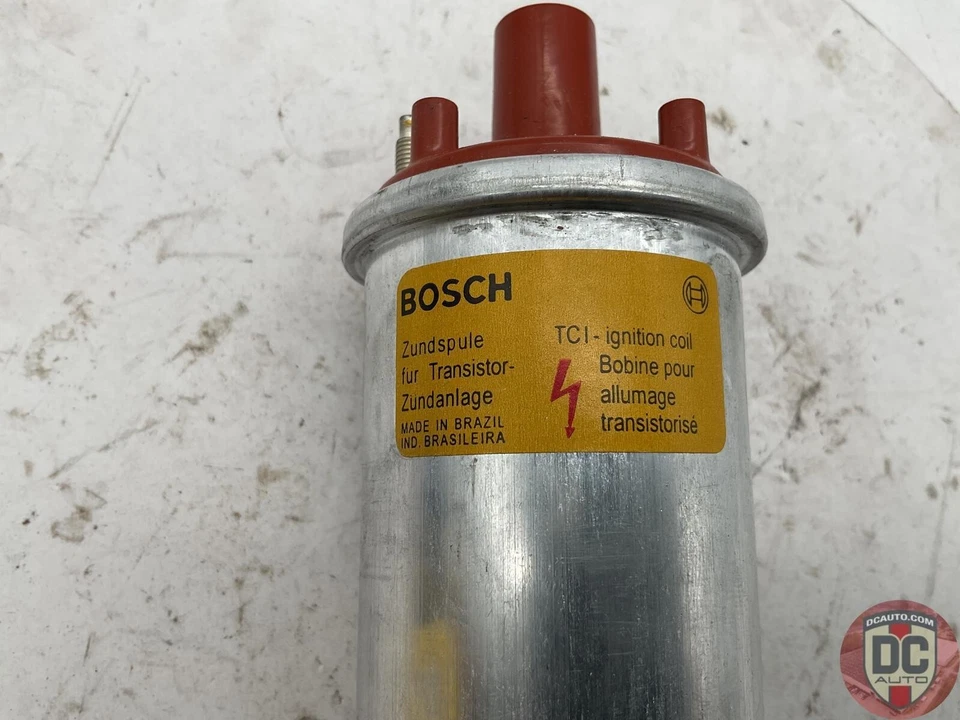 BOSCH
Zundspule
fur Transistor-
Zündanlage
MADE IN BRAZIL
IND. BRASILEIRA
TCI- ignition coil
Bobine pour
allumage
transistorisé
DCAUTO.COM
DC
AUTO